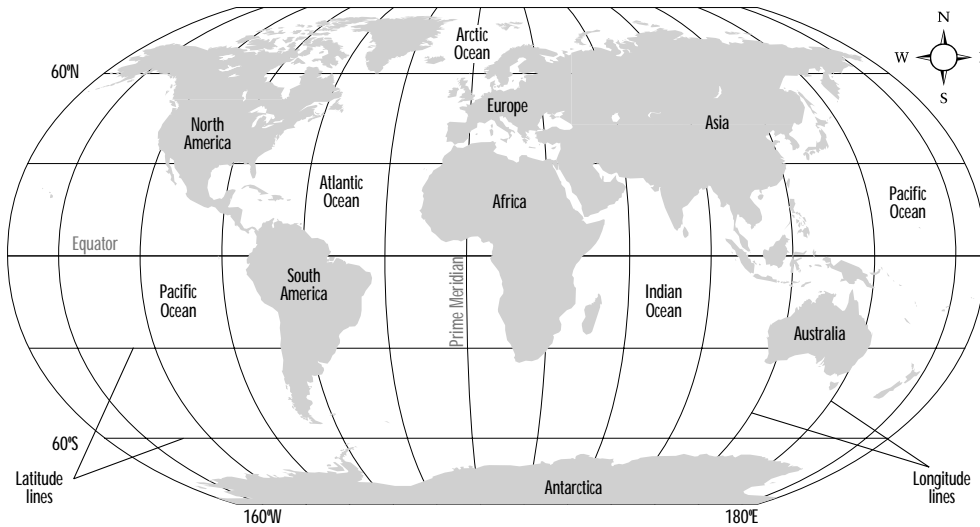 Arctic
Ocean
N
W
S
60°N
Europe
North
America
Asia
Atlantic
Ocean
Africa
Pacific
Ocean
Equator
South
America
Pacific
Ocean
Prime Meridian
Indian
Ocean
Australia
60°S
Latitude
lines
Longitude
lines
Antarctica
160°W
180°E